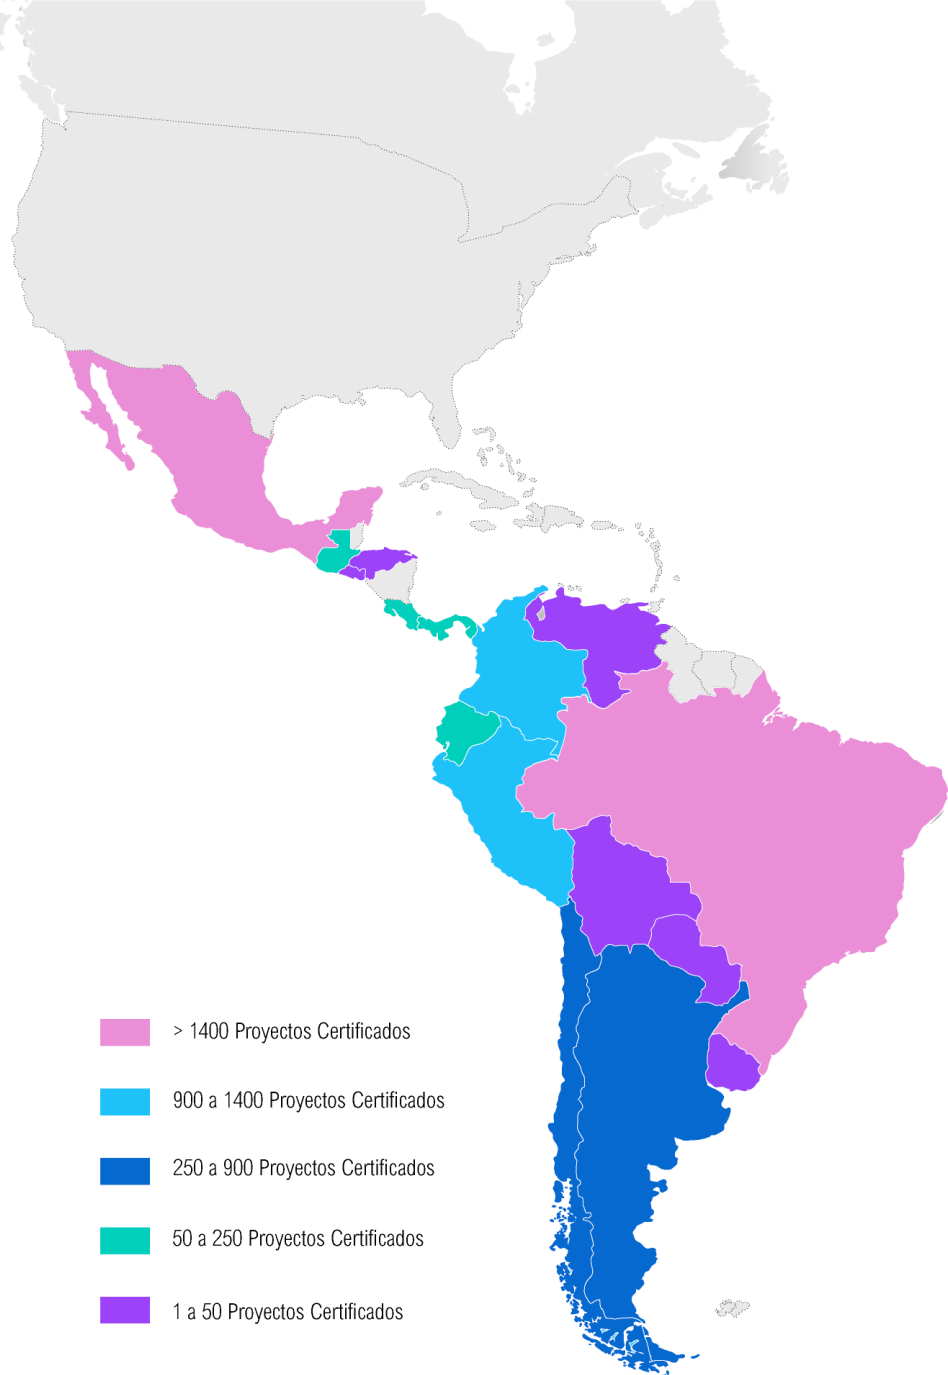 > 1400 Proyectos Certificados
900 a 1400 Proyectos Certificados
250 a 900 Proyectos Certificados
50 a 250 Proyectos Certificados
1 a 50 Proyectos Certificados